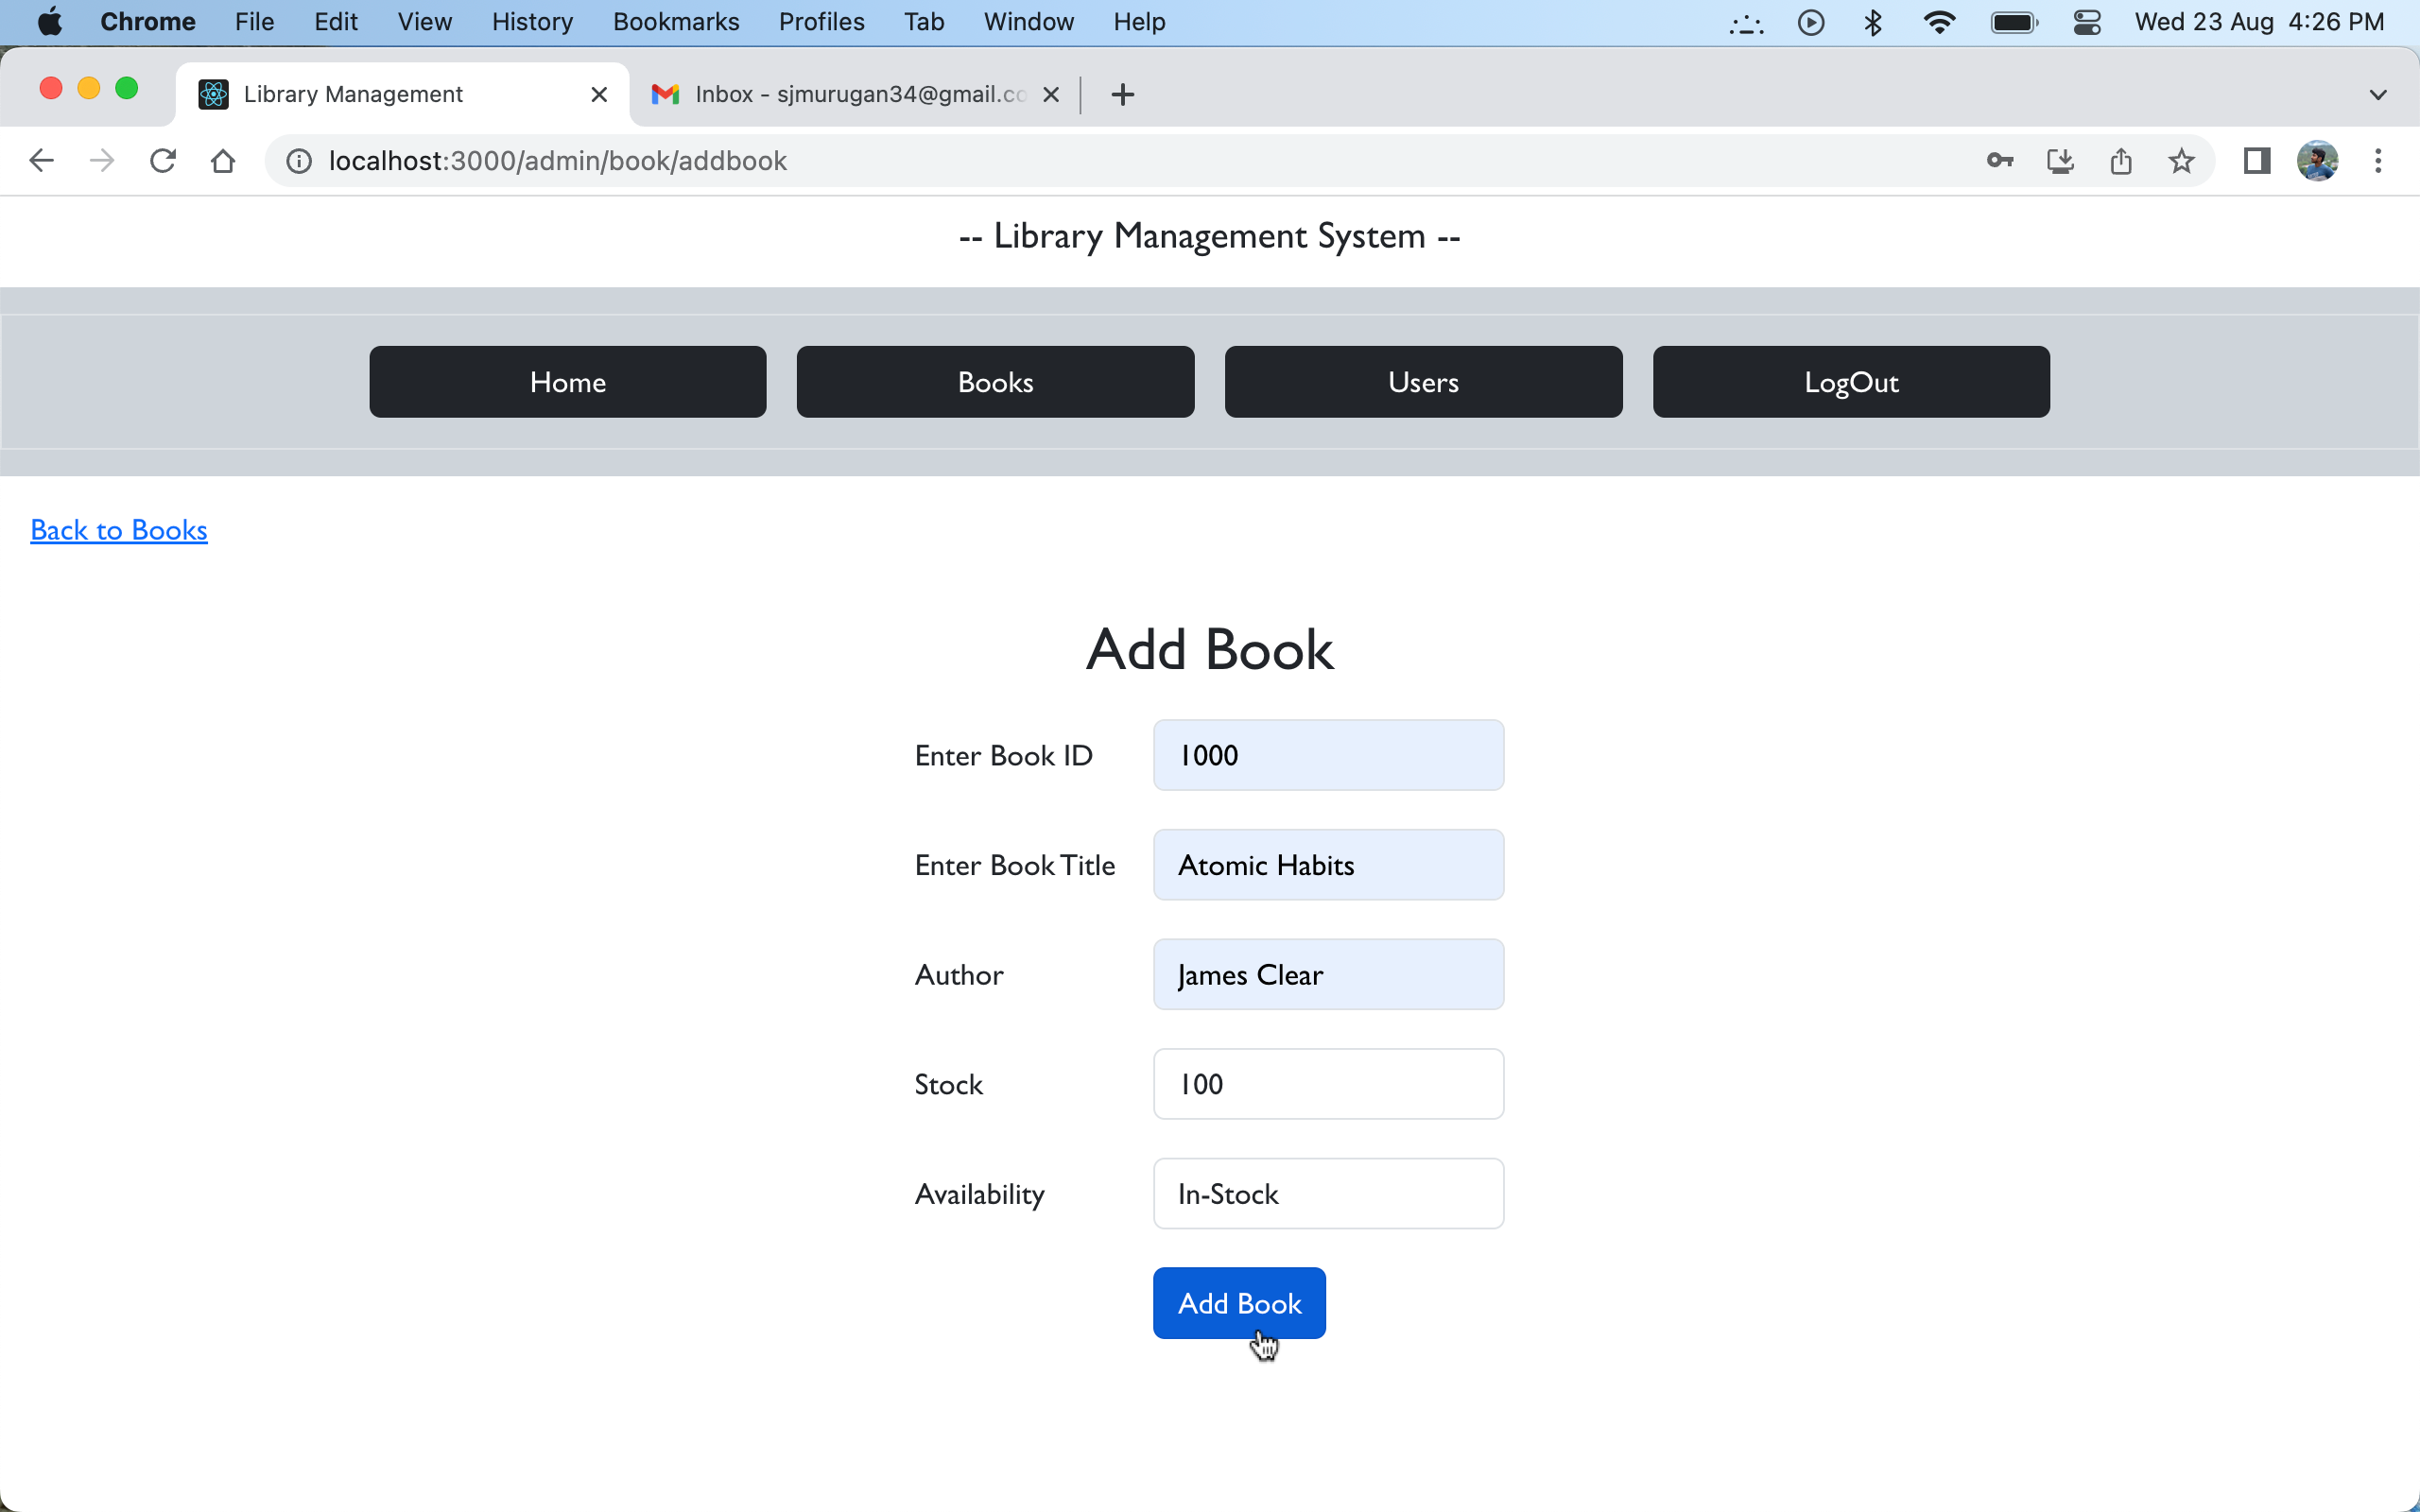 Chrome File Edit View History Bookmarks Profiles Tab Window Help Wed 23 Aug 4:26 PM
Library Management Inbox - sjmurugan34@gmail.co
localhost:3000/admin/book/addbook
-- Library Management System --
Home Books Users LogOut
Back to Books
Add Book
Enter Book ID 1000
Enter Book Title Atomic Habits
Author James Clear
Stock 100
Availability In-Stock
Add Book